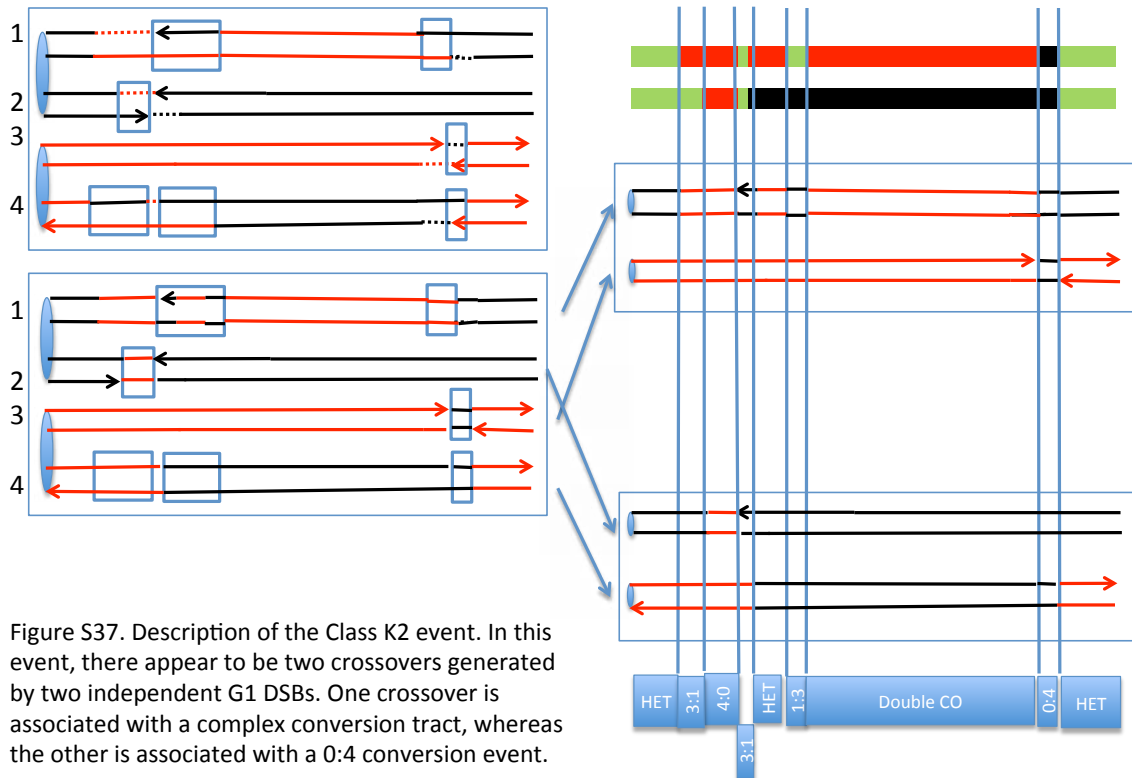 1
2
3
4
1
2
3
4
HET
3:1
4:0
3:1
HET
1:3
Double CO
0:4
HET
Figure S37. Description of the Class K2 event. In this
event, there appear to be two crossovers generated
by two independent G1 DSBs. One crossover is
associated with a complex conversion tract, whereas
the other is associated with a 0:4 conversion event.